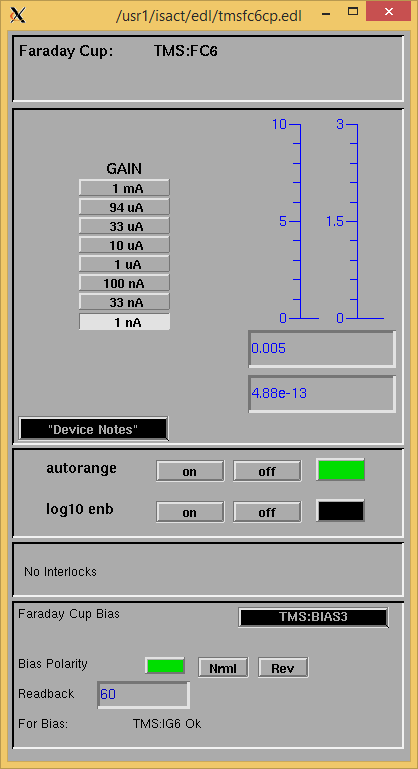 /usr1/isact/edl/tmsfc6cp.edl
Faraday Cup: TMS:FC6
GAIN
1 mA
94 uA
33 uA
10 uA
1 uA
100 nA
33 nA
1 nA
10 3
5 1.5
0 0
0.005
4.88e-13
"Device Notes"
autorange on off
log10 enb on off
No Interlocks
Faraday Cup Bias TMS:BIAS3
Bias Polarity Nrml Rev
Readback 60
For Bias: TMS:IG6 Ok